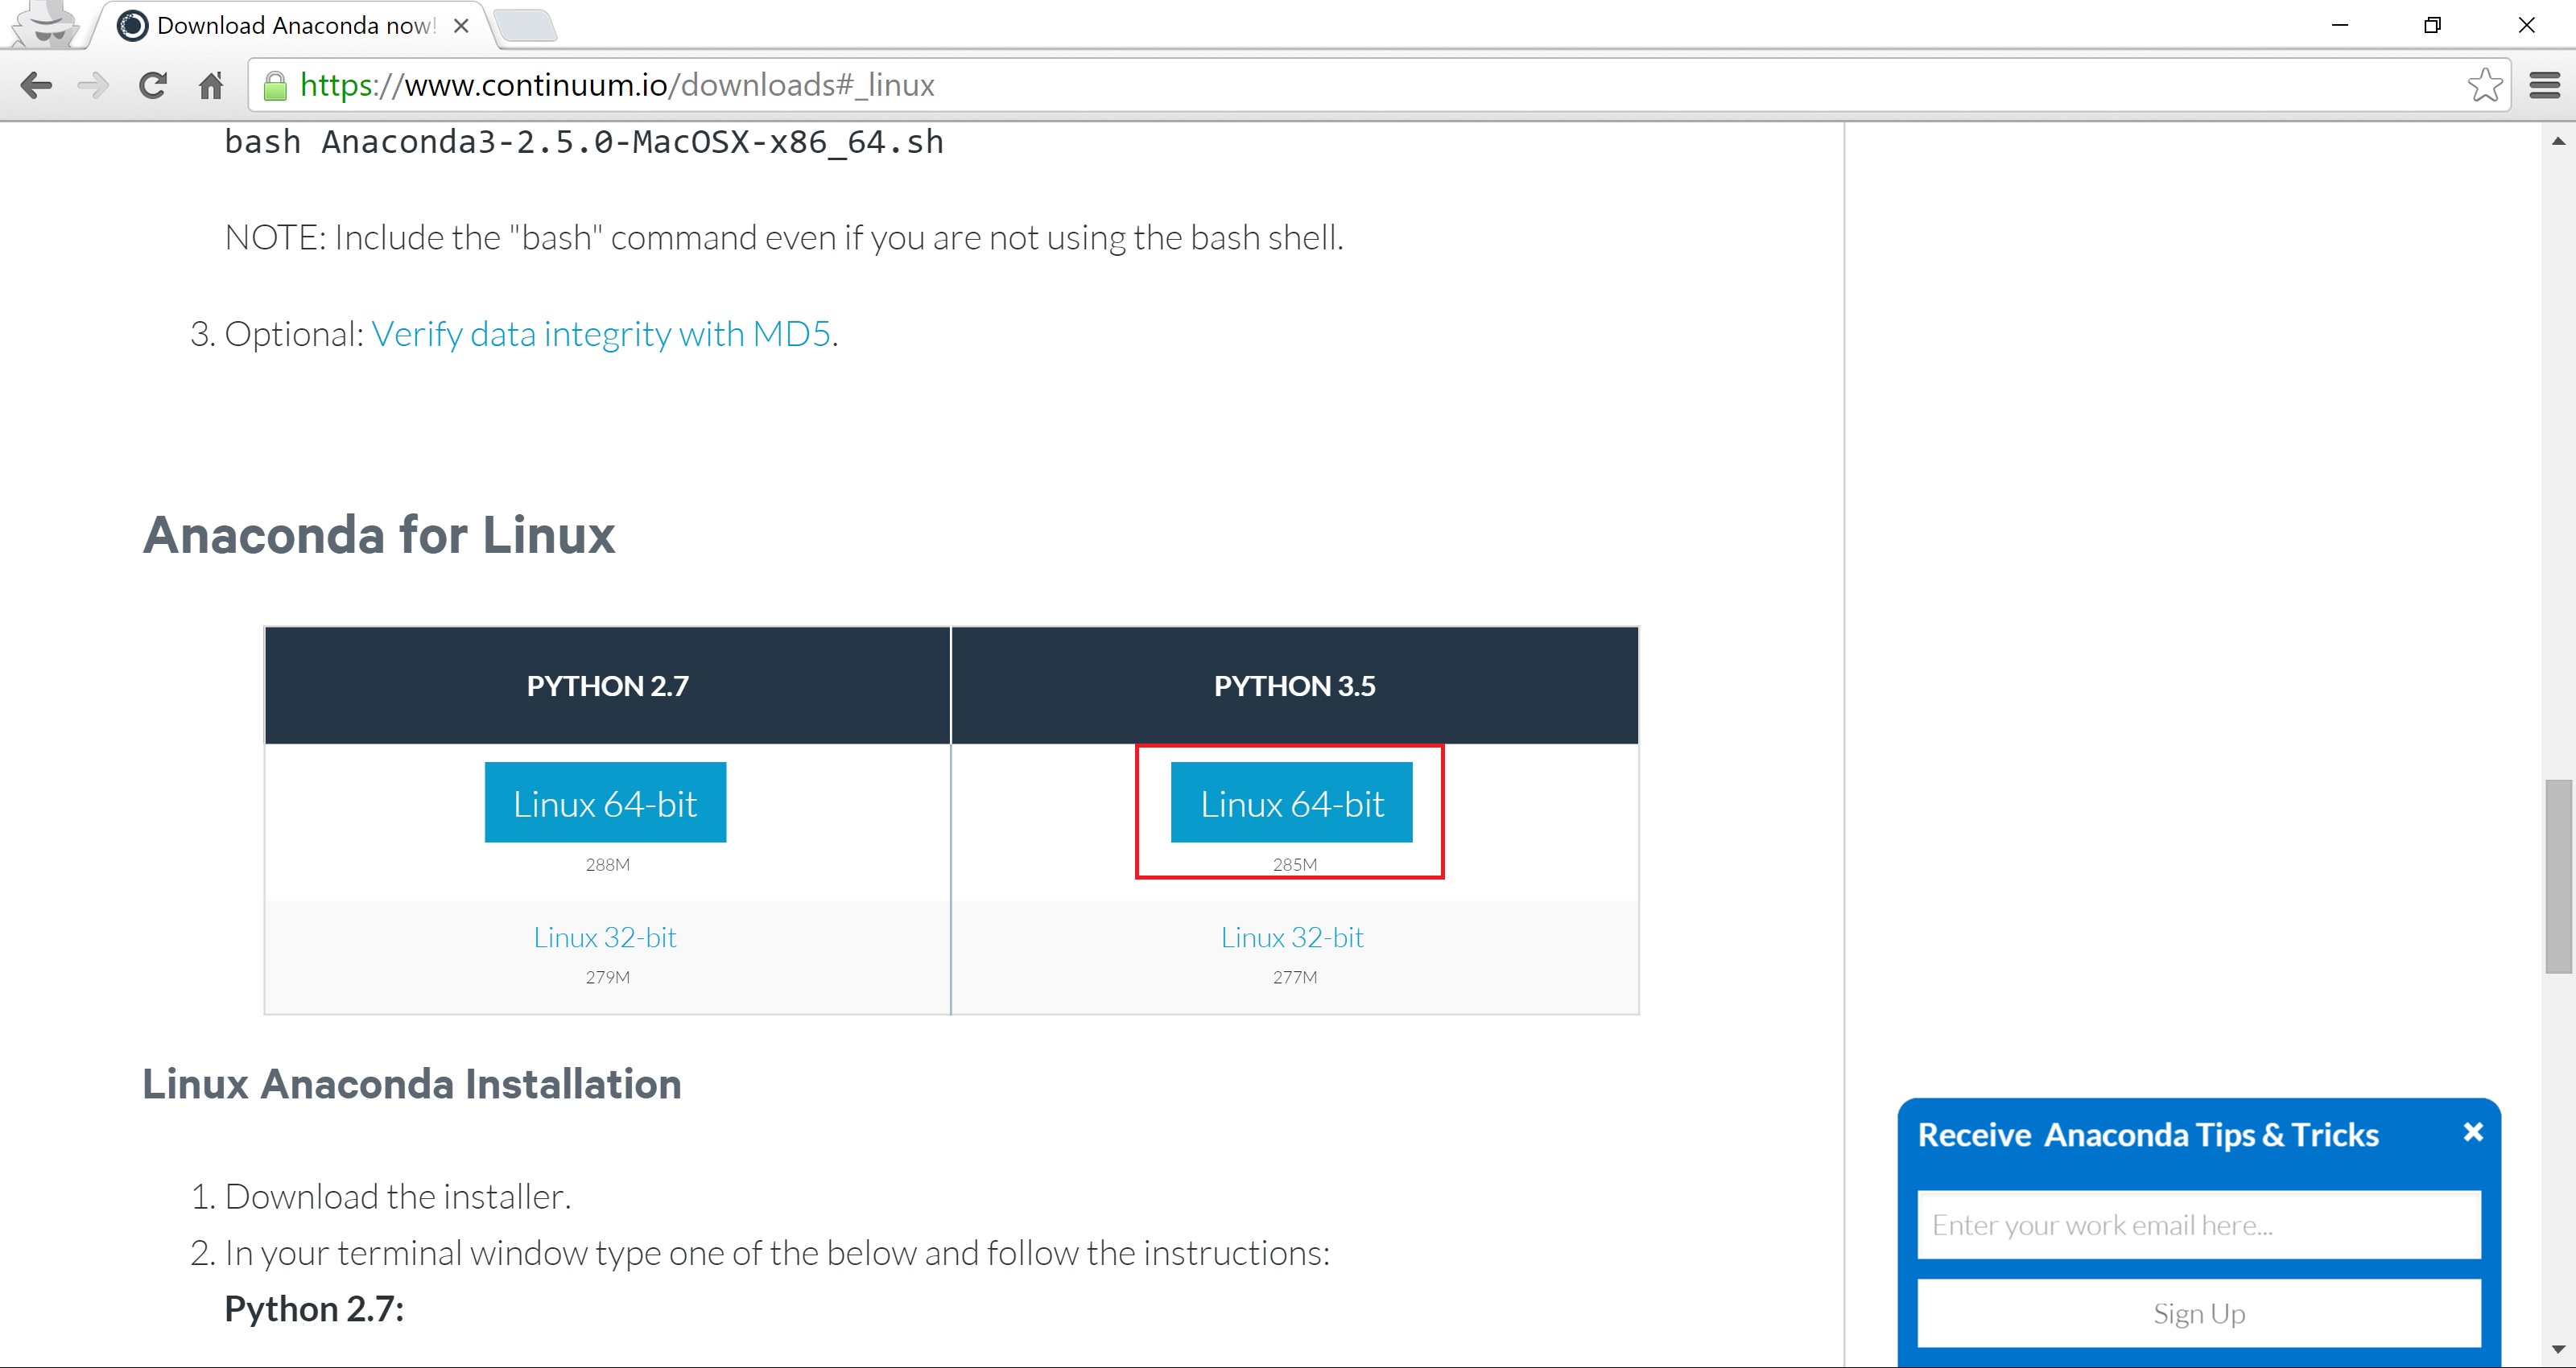 Download Anaconda now!
https://www.continuum.io/downloads#_linux
bash Anaconda3-2.5.0-MacOSX-x86_64.sh
NOTE: Include the "bash" command even if you are not using the bash shell.
3. Optional: Verify data integrity with MD5.
Anaconda for Linux
PYTHON 2.7 PYTHON 3.5
Linux 64-bit Linux 64-bit
288M 285M
Linux 32-bit Linux 32-bit
279M 277M
Linux Anaconda Installation
1. Download the installer.
2. In your terminal window type one of the below and follow the instructions:
Python 2.7:
Receive Anaconda Tips & Tricks
Enter your work email here...
Sign Up